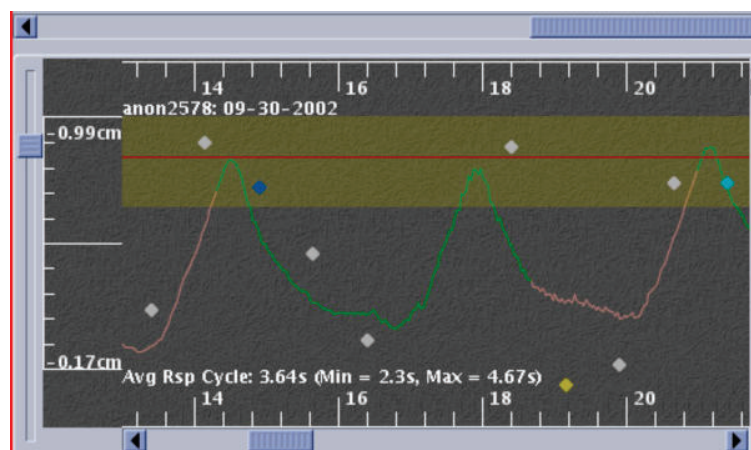 14 16 18 20
anon2578: 09-30-2002
-0.99cm
-0.17cm
Avg Rsp Cycle: 3.64s (Min = 2.3s, Max = 4.67s)
14 16 18 20